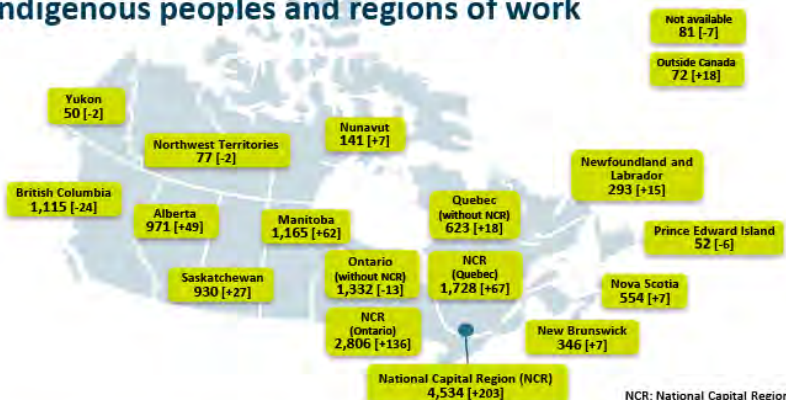 ndigenous peoples and regions of work
Not available
81 [-7]
Outside Canada
72 [+18]
Yukon
50 [-2]
Northwest Territories
77 [-2]
Nunavut
141 [+7]
Newfoundland and
Labrador
293 [+15]
British Columbia
1,115 [-24]
Alberta
971 [+49]
Manitoba
1,165 [+62]
Quebec
(without NCR)
623 [+18]
Prince Edward Island
52 [-6]
Saskatchewan
930 [+27]
Ontario
(without NCR)
1,332 [-13]
NCR
(Quebec)
1,728 [+67]
Nova Scotia
554 [+7]
NCR
(Ontario)
2,806 [+136]
New Brunswick
346 [+7]
National Capital Region (NCR)
4,534 [+203]
NCR: National Capital Region